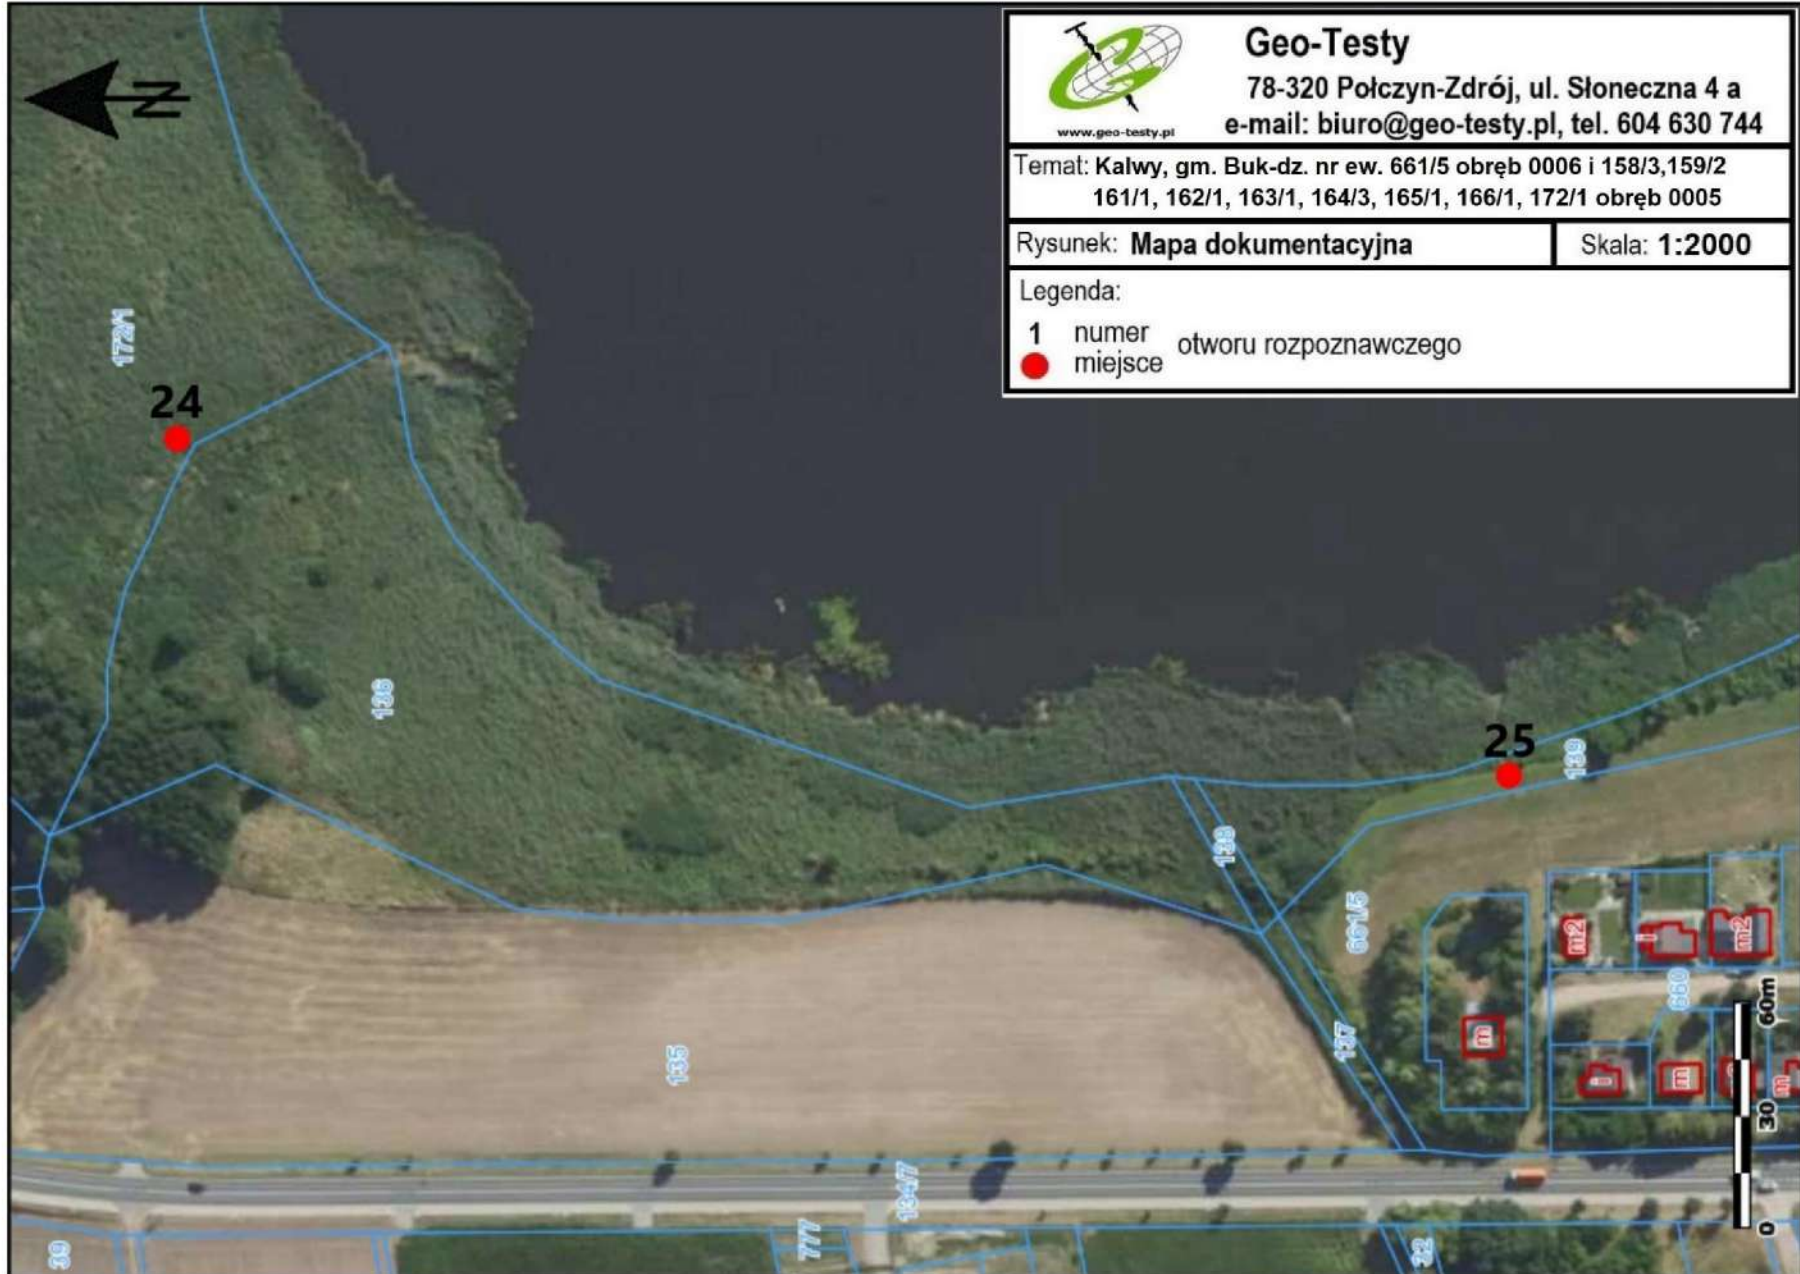 N
Geo-Testy
78-320 Połczyn-Zdrój, ul. Słoneczna 4 a
www.geo-testy.pl
e-mail: biuro@geo-testy.pl, tel. 604 630 744
Temat: Kalwy, gm. Buk-dz. nr ew. 661/5 obręb 0006 i 158/3,159/2
161/1, 162/1, 163/1, 164/3, 165/1, 166/1, 172/1 obręb 0005
Rysunek: Mapa dokumentacyjna
Skala: 1:2000
Legenda:
1 numer
miejsce
otworu rozpoznawczego
172/1
24
136
25
139
138
661/5
m2
i
m2
660
60m
m
137
135
i
m
m
30
134/7
0
39
777
32